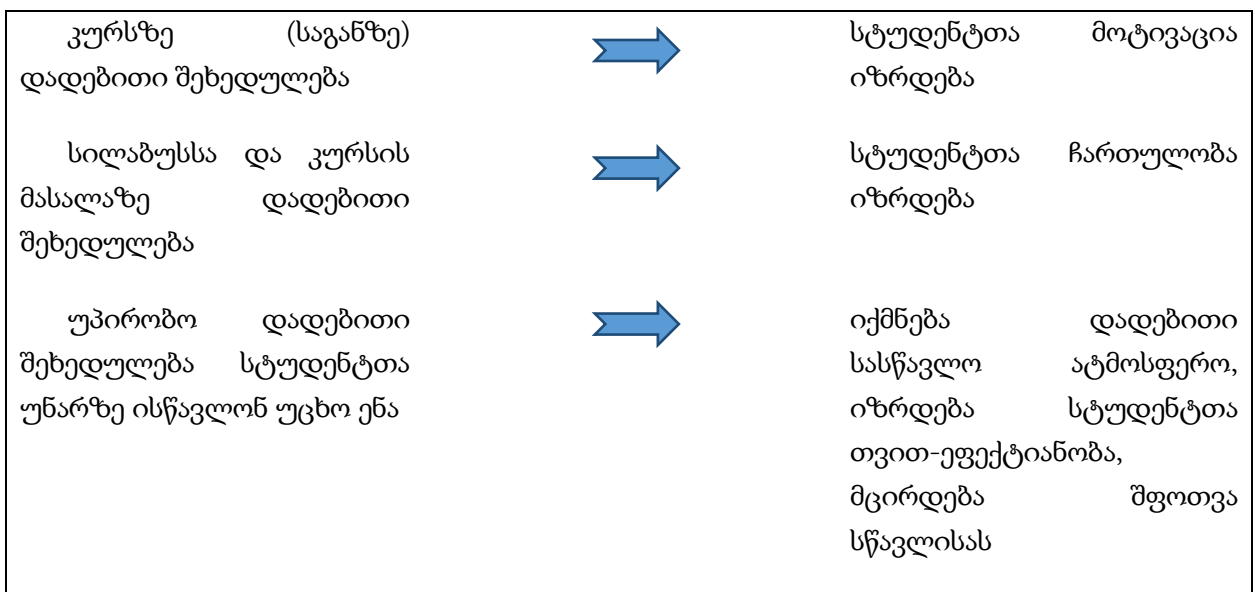 კურსზე (საგანზე)
დადებითი შეხედულება
სტუდენტთა მოტივაცია
იზრდება
სილაბუსსა და კურსის
მასალაზე დადებითი
შეხედულება
სტუდენტთა ჩართულობა
იზრდება
უპირობო დადებითი
შეხედულება სტუდენტთა
უნარზე ისწავლონ უცხო ენა
იქმნება დადებითი
სასწავლო ატმოსფერო,
იზრდება სტუდენტთა
თვით-ეფექტიანობა,
მცირდება შფოთვა
სწავლისას